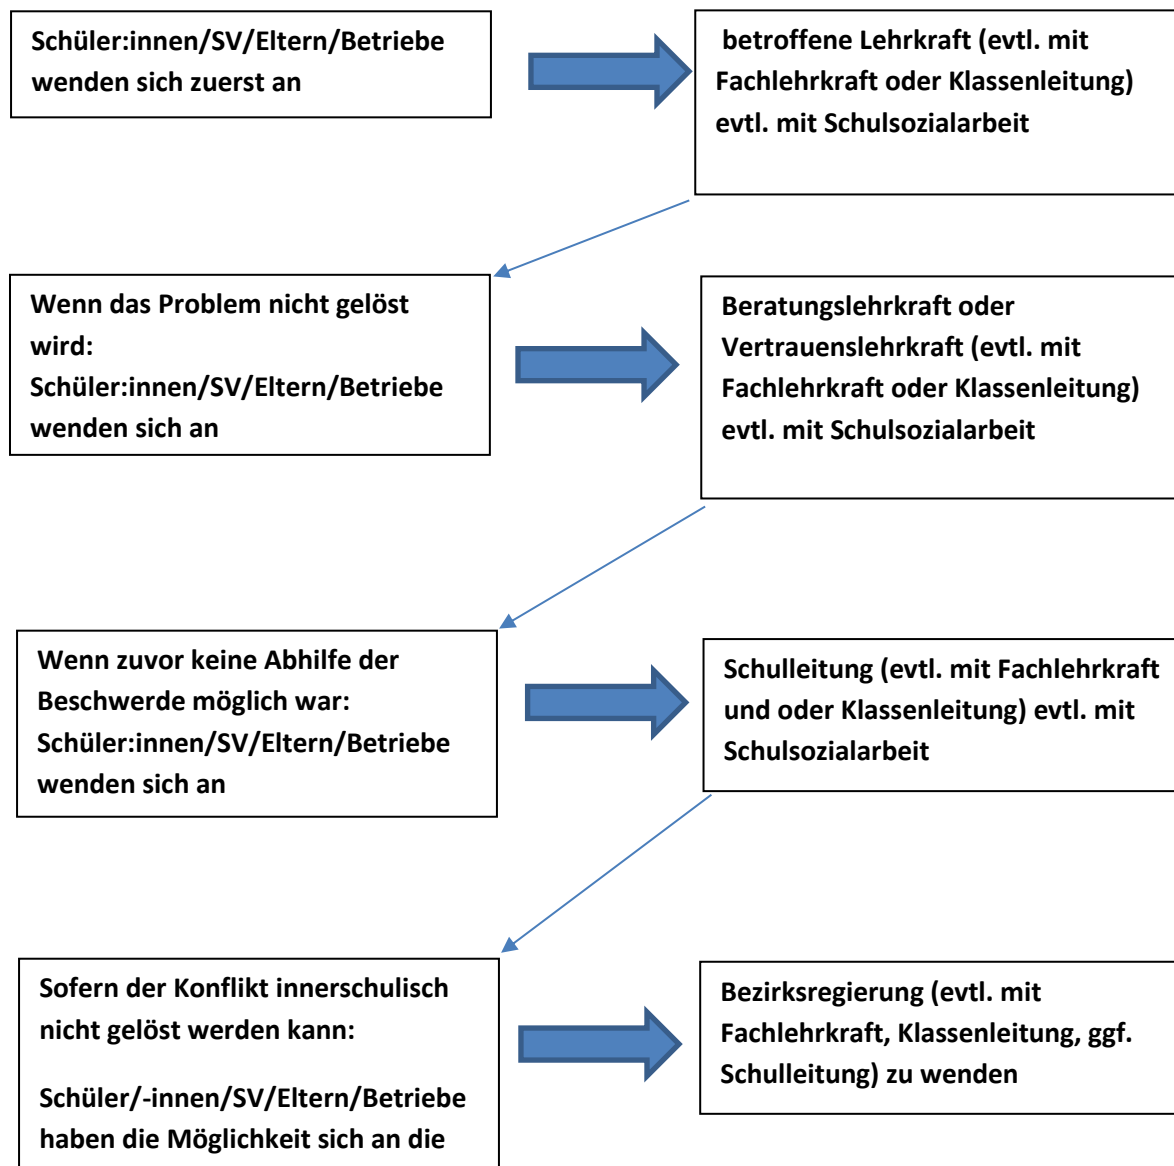 Schüler:innen/SV/Eltern/Betriebe
wenden sich zuerst an
betroffene Lehrkraft (evtl. mit
Fachlehrkraft oder Klassenleitung)
evtl. mit Schulsozialarbeit
Wenn das Problem nicht gelöst
wird:
Schüler:innen/SV/Eltern/Betriebe
wenden sich an
Beratungslehrkraft oder
Vertrauenslehrkraft (evtl. mit
Fachlehrkraft oder Klassenleitung)
evtl. mit Schulsozialarbeit
Wenn zuvor keine Abhilfe der
Beschwerde möglich war:
Schüler:innen/SV/Eltern/Betriebe
wenden sich an
Schulleitung (evtl. mit Fachlehrkraft
und oder Klassenleitung) evtl. mit
Schulsozialarbeit
Sofern der Konflikt innerschulisch
nicht gelöst werden kann:
Schüler/-innen/SV/Eltern/Betriebe
haben die Möglichkeit sich an die
Bezirksregierung (evtl. mit
Fachlehrkraft, Klassenleitung, ggf.
Schulleitung) zu wenden